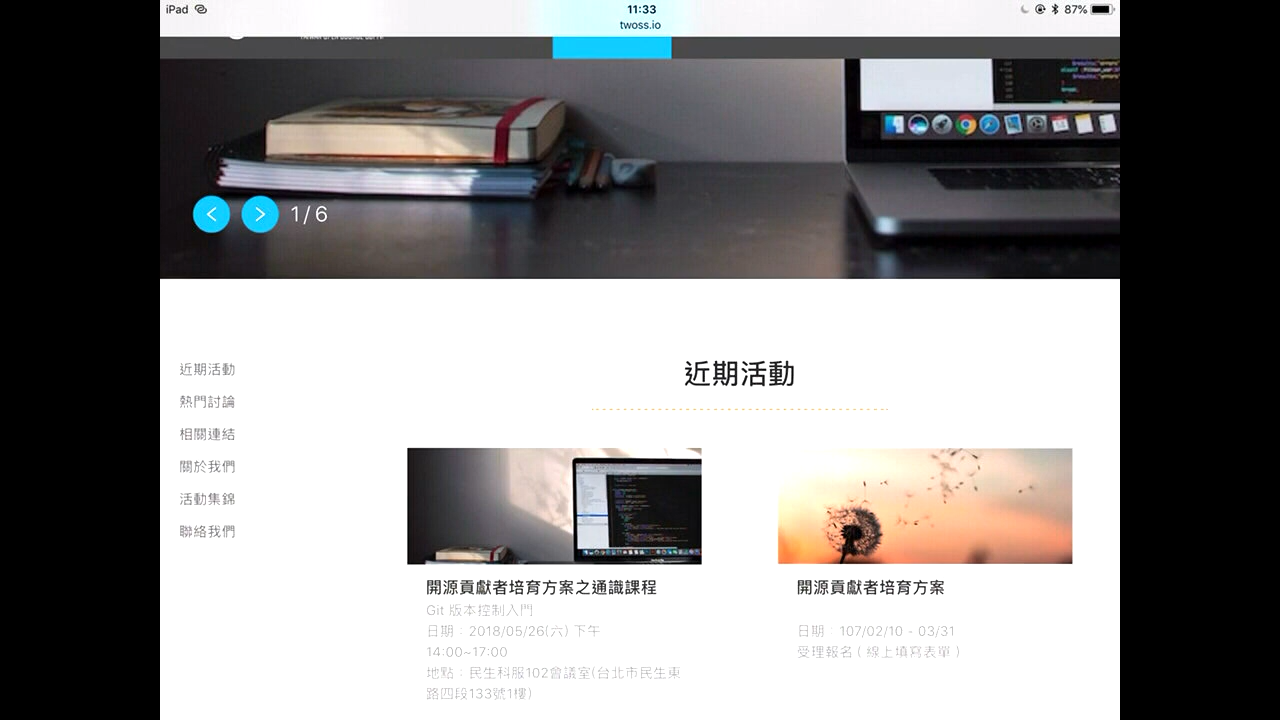 iPad
11:33
87%
twoss.io
1/6
近期活動
熱門討論
相關連結
關於我們
活動集錦
聯絡我們
近期活動
開源貢獻者培育方案之通識課程
Git 版本控制入門
日期：2018/05/26(六) 下午
14:00~17:00
地點：民生科服102會議室(台北市民生東
路四段133號1樓)
開源貢獻者培育方案
日期：107/02/10 - 03/31
受理報名 ( 線上填寫表單 )